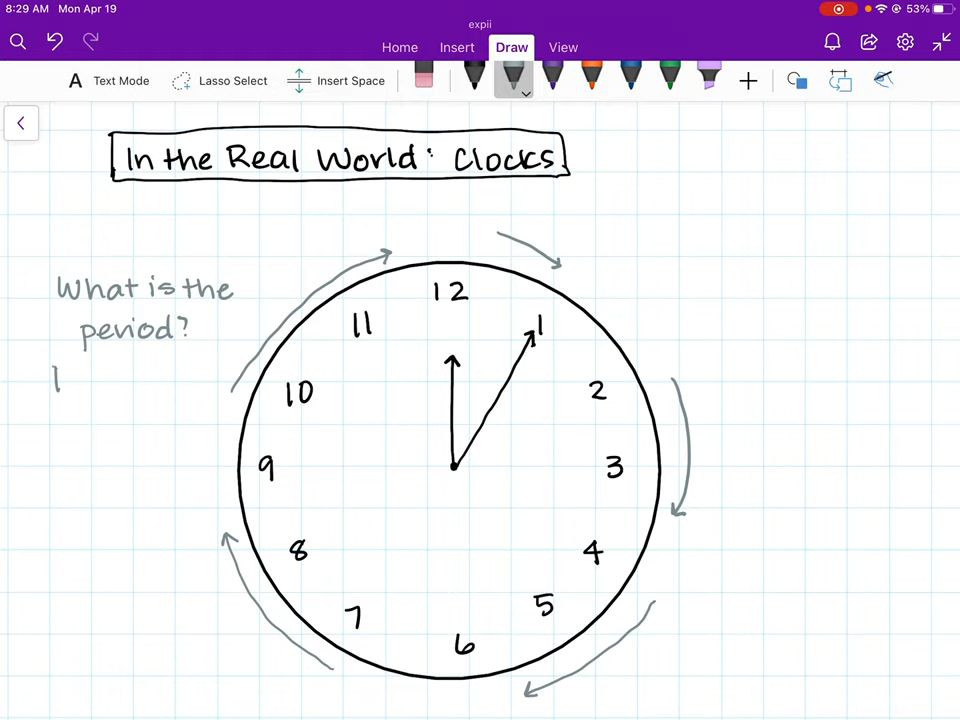 8:29 AM Mon Apr 19
53%
expii
Home Insert Draw View
A Text Mode Lasso Select Insert Space
In the Real World: Clocks
What is the
period?
1
12
11 1
10 2
9 3
8 4
7 5
6